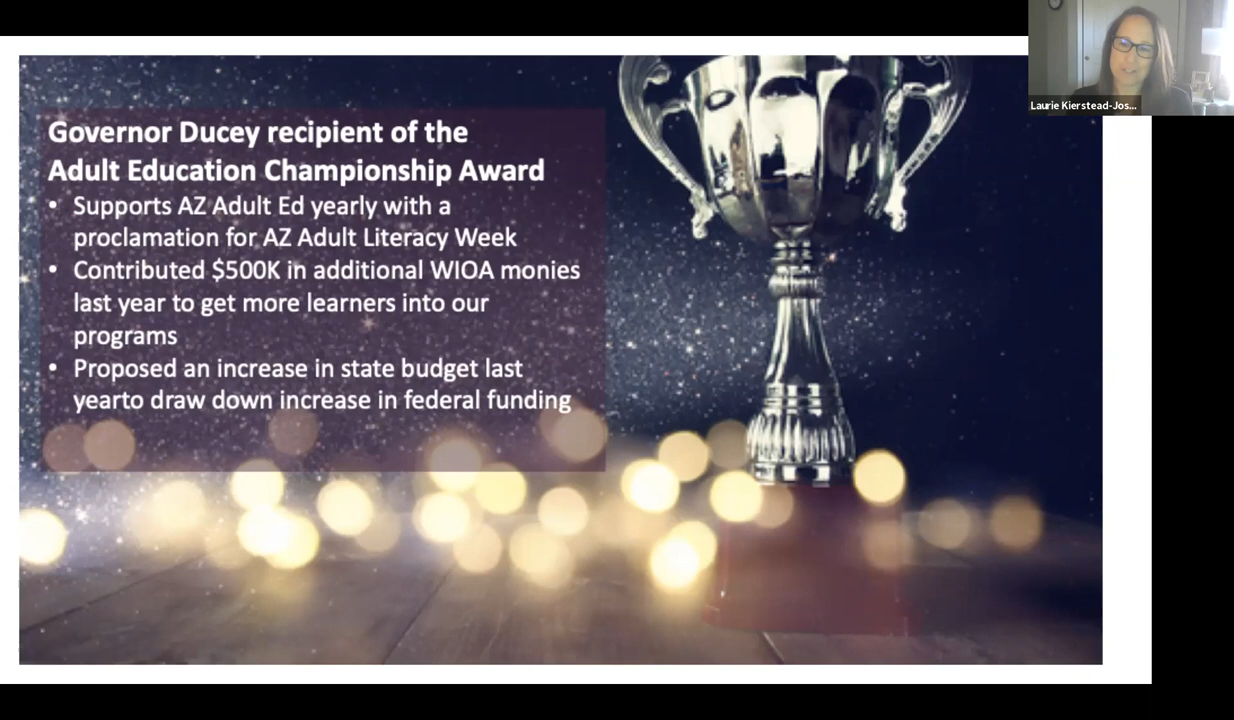 Laurie Kierstead-Jos...
Governor Ducey recipient of the
Adult Education Championship Award
• Supports AZ Adult Ed yearly with a
proclamation for AZ Adult Literacy Week
• Contributed $500K in additional WIOA monies
last year to get more learners into our
programs
• Proposed an increase in state budget last
yearto draw down increase in federal funding